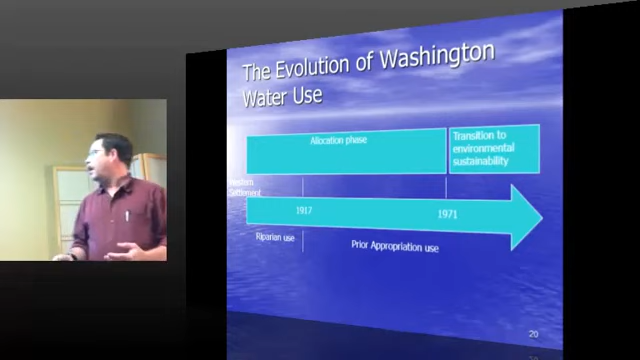 The Evolution of Washington
Water Use
Allocation phase
Transition to
environmental
sustainability
Settlement
1917
1971
Riparian use
Prior Appropriation use
20